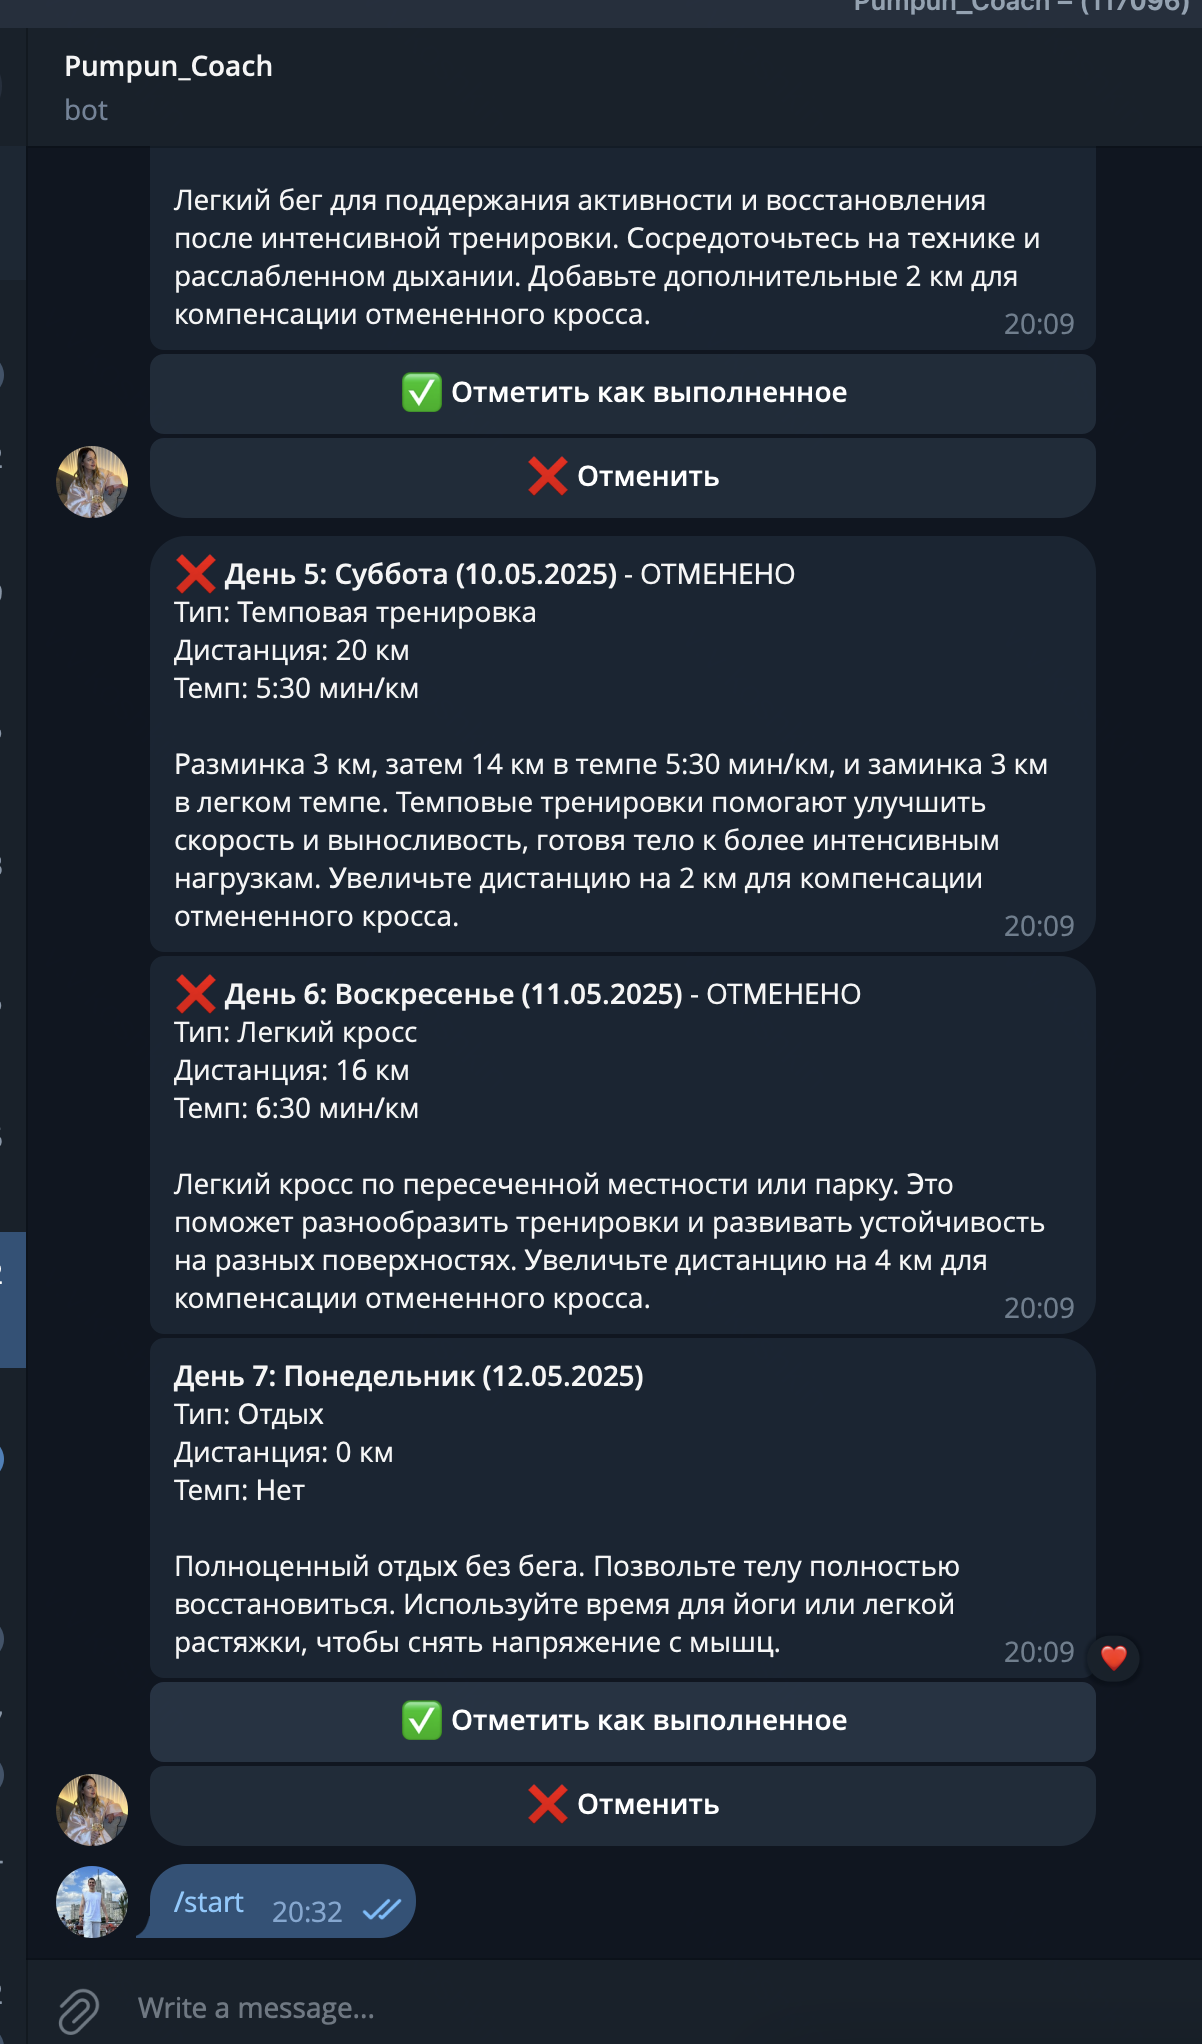 Pumpun_Coach – (117096)
Pumpun_Coach
bot
Легкий бег для поддержания активности и восстановления
после интенсивной тренировки. Сосредоточьтесь на технике и
расслабленном дыхании. Добавьте дополнительные 2 км для
компенсации отмененного кросса.
20:09
✅ Отметить как выполненное
❌ Отменить
❌ День 5: Суббота (10.05.2025) - ОТМЕНЕНО
Тип: Темповая тренировка
Дистанция: 20 км
Темп: 5:30 мин/км
Разминка 3 км, затем 14 км в темпе 5:30 мин/км, и заминка 3 км
в легком темпе. Темповые тренировки помогают улучшить
скорость и выносливость, готовя тело к более интенсивным
нагрузкам. Увеличьте дистанцию на 2 км для компенсации
отмененного кросса.
20:09
❌ День 6: Воскресенье (11.05.2025) - ОТМЕНЕНО
Тип: Легкий кросс
Дистанция: 16 км
Темп: 6:30 мин/км
Легкий кросс по пересеченной местности или парку. Это
поможет разнообразить тренировки и развивать устойчивость
на разных поверхностях. Увеличьте дистанцию на 4 км для
компенсации отмененного кросса.
20:09
День 7: Понедельник (12.05.2025)
Тип: Отдых
Дистанция: 0 км
Темп: Нет
Полноценный отдых без бега. Позвольте телу полностью
восстановиться. Используйте время для йоги или легкой
растяжки, чтобы снять напряжение с мышц.
20:09
✅ Отметить как выполненное
❌ Отменить
/start 20:32
Write a message...